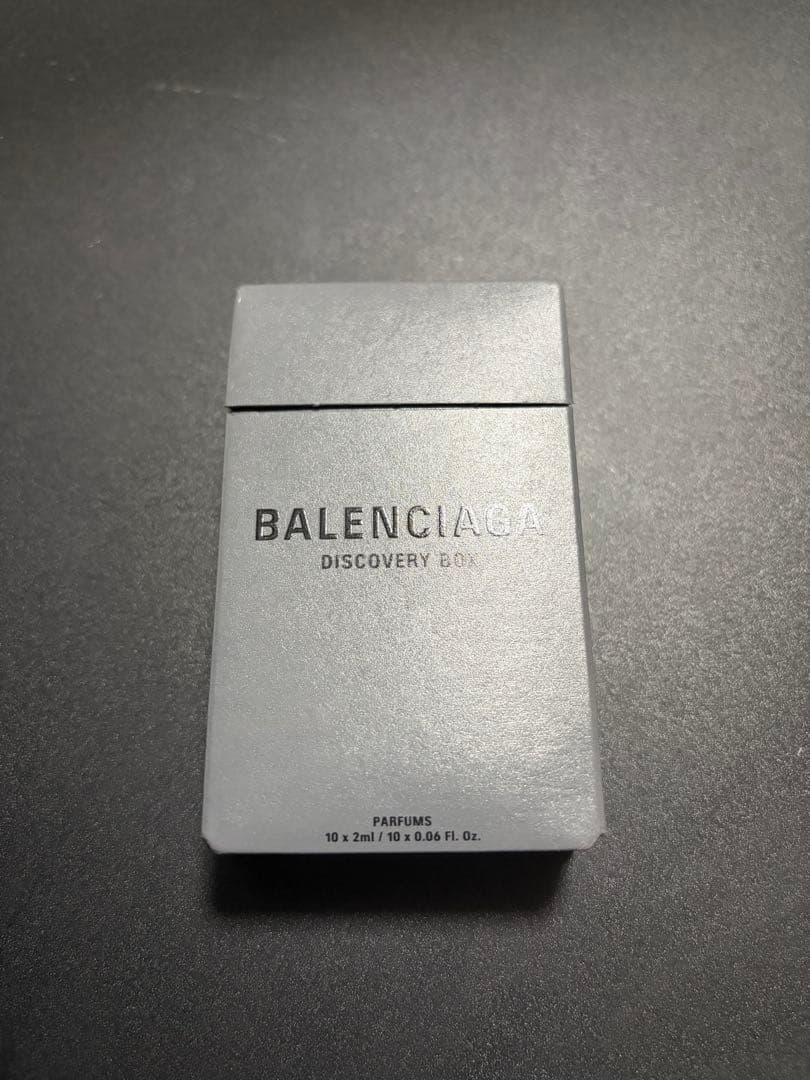 BALENCIAGA
DISCOVERY BOX
PARFUMS
10 x 2ml / 10 x 0.06 Fl. Oz.